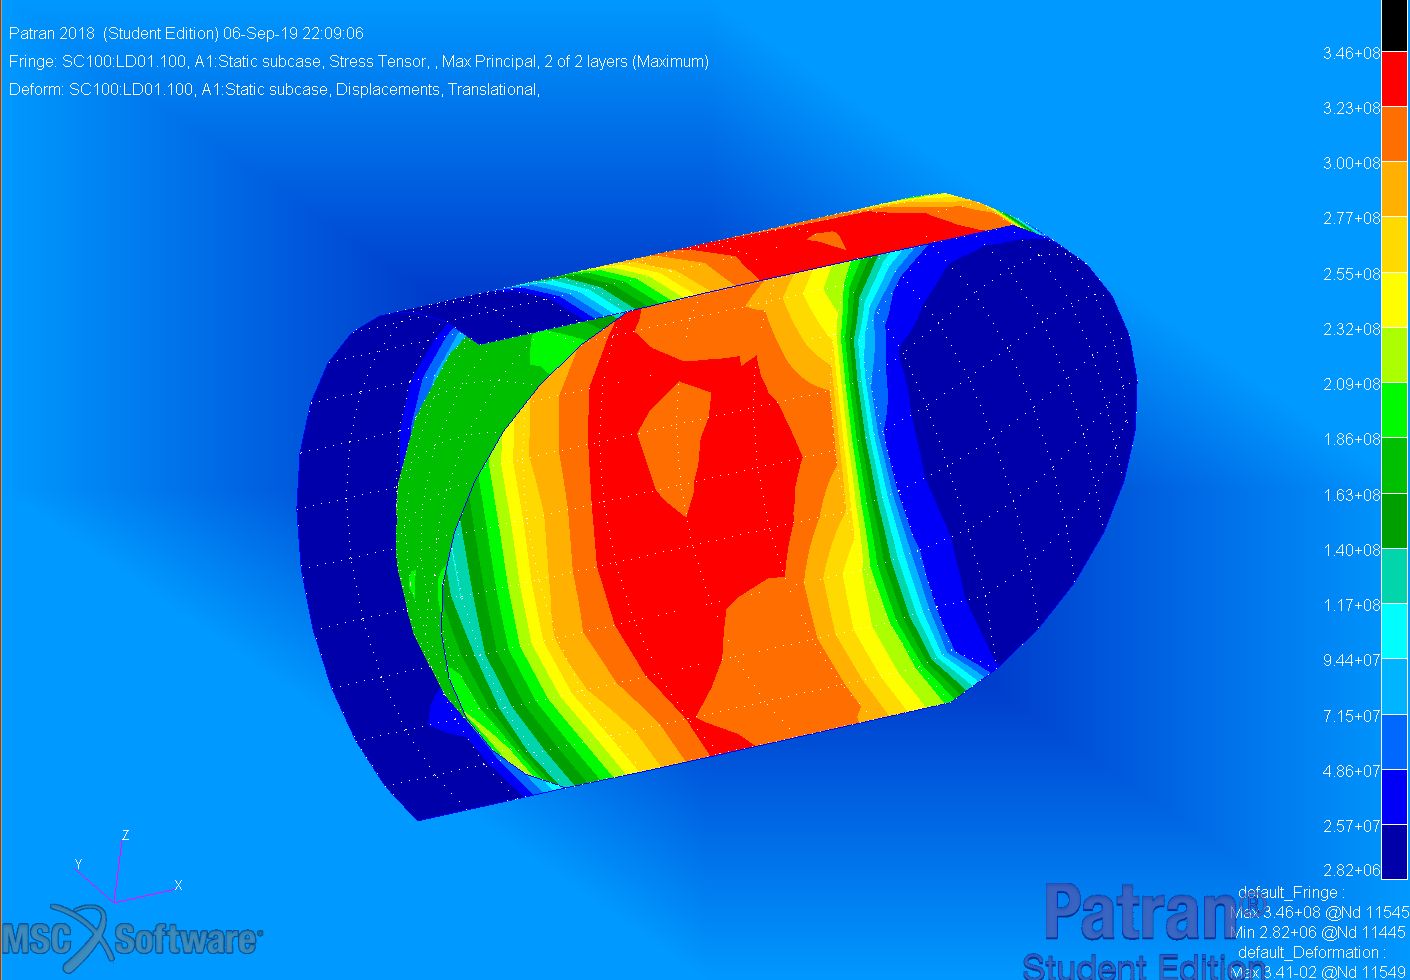 Patran 2018 (Student Edition) 06-Sep-19 22:09:06
Fringe: SC100:LD01.100, A1:Static subcase, Stress Tensor, , Max Principal, 2 of 2 layers (Maximum)
Deform: SC100:LD01.100, A1:Static subcase, Displacements, Translational,
3.46+08
3.23+08
3.00+08
2.77+08
2.55+08
2.32+08
2.09+08
1.86+08
1.63+08
1.40+08
1.17+08
9.44+07
7.15+07
4.86+07
2.57+07
2.82+06
Z
Y
X
MSC Software
Patran®
Student Edition
default_Fringe :
Max 3.46+08 @Nd 11545
Min 2.82+06 @Nd 11445
default_Deformation :
Max 3.41-02 @Nd 11549